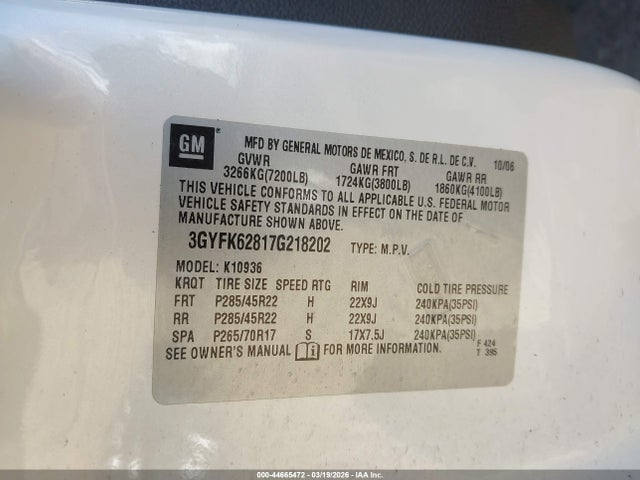 GM
MFD BY GENERAL MOTORS DE MEXICO, S. DE R.L. DE C.V. 10/06
GVWR GAWR FRT GAWR RR
3266KG(7200LB) 1724KG(3800LB) 1860KG(4100LB)
THIS VEHICLE CONFORMS TO ALL APPLICABLE U.S. FEDERAL MOTOR
VEHICLE SAFETY STANDARDS IN EFFECT ON THE DATE OF
MANUFACTURE SHOWN ABOVE.
3GYFK62817G218202 TYPE: M.P.V.
MODEL: K10936
KRQT TIRE SIZE SPEED RTG RIM COLD TIRE PRESSURE
FRT P285/45R22 H 22X9J 240KPA(35PSI)
RR P285/45R22 H 22X9J 240KPA(35PSI)
SPA P265/70R17 S 17X7.5J 240KPA(35PSI)
SEE OWNER'S MANUAL i FOR MORE INFORMATION.
F 424
T 395
000-44665472 | 03/19/2026 - IAA Inc.